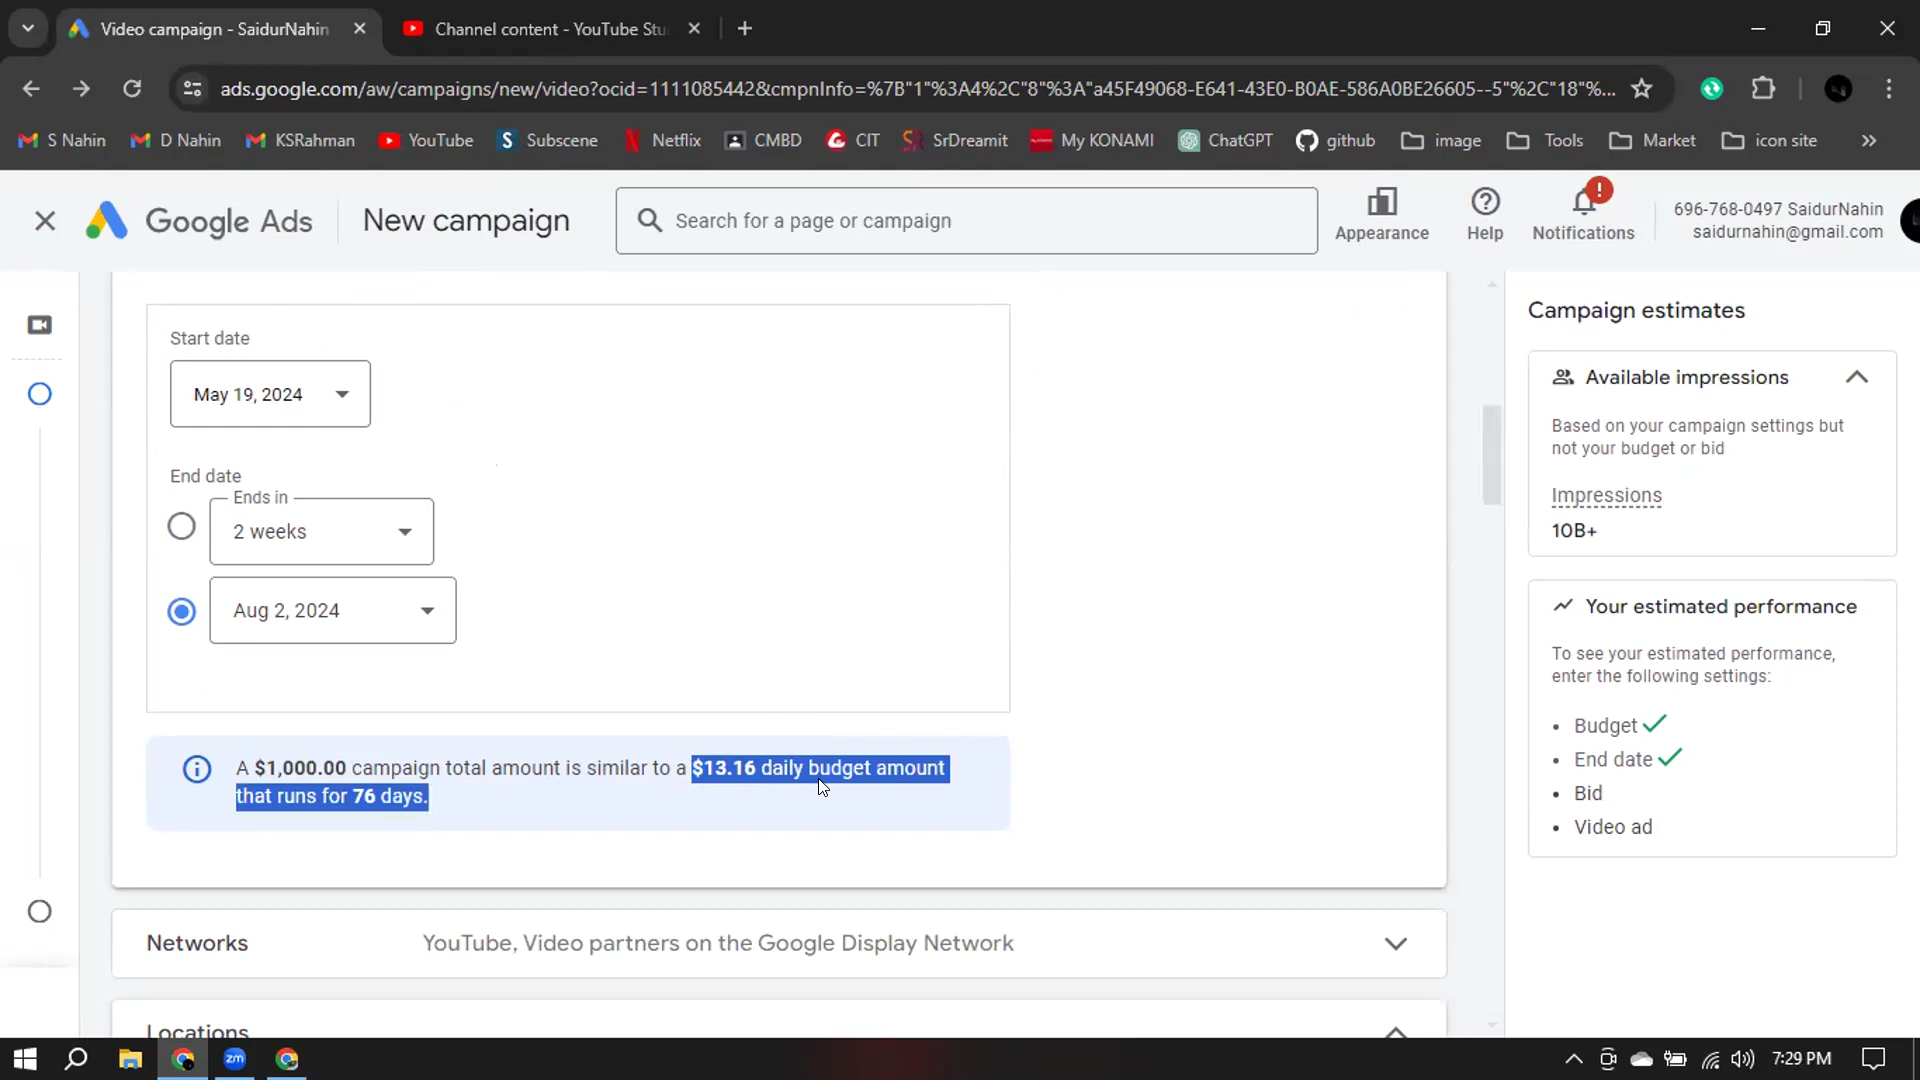 Video campaign - SaidurNahin
Channel content - YouTube Stu
ads.google.com/aw/campaigns/new/video?ocid=1111085442&cmpnInfo=%7B"1"%3A4%2C"8"%3A"a45F49068-E641-43E0-B0AE-586A0BE26605--5"%2C"18"%...
S Nahin
D Nahin
KSRahman
YouTube
Subscene
Netflix
CMBD
CIT
SrDreamit
My KONAMI
ChatGPT
github
image
Tools
Market
icon site
Google Ads
New campaign
Search for a page or campaign
Appearance
Help
Notifications
696-768-0497 SaidurNahin
saidurnahin@gmail.com
Start date
May 19, 2024
End date
Ends in
2 weeks
Aug 2, 2024
A $1,000.00 campaign total amount is similar to a $13.16 daily budget amount
that runs for 76 days.
Networks
YouTube, Video partners on the Google Display Network
Locations
Campaign estimates
Available impressions
Based on your campaign settings but
not your budget or bid
Impressions
10B+
Your estimated performance
To see your estimated performance,
enter the following settings:
• Budget
• End date
• Bid
• Video ad
zm
7:29 PM